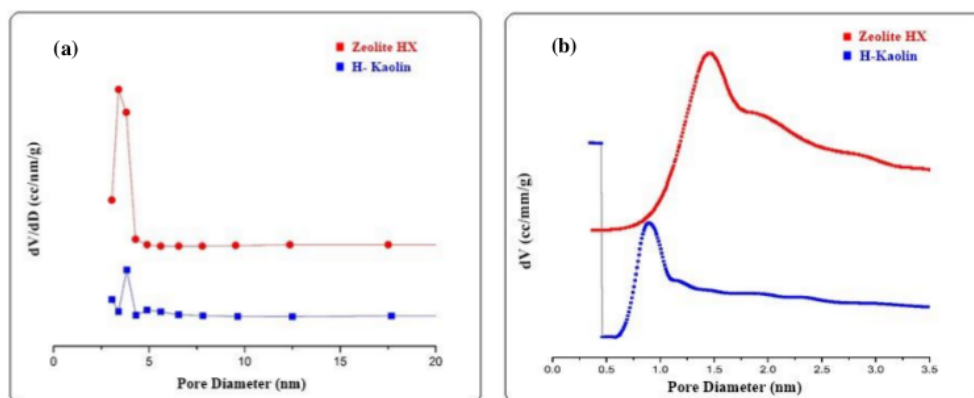 (a)
Zeolite HX
H- Kaolin
dV/dD (cc/nm/g)
0 5 10 15 20
Pore Diameter (nm)
(b)
Zeolite HX
H-Kaolin
dV (cc/mm/g)
0.0 0.5 1.0 1.5 2.0 2.5 3.0 3.5
Pore Diameter (nm)